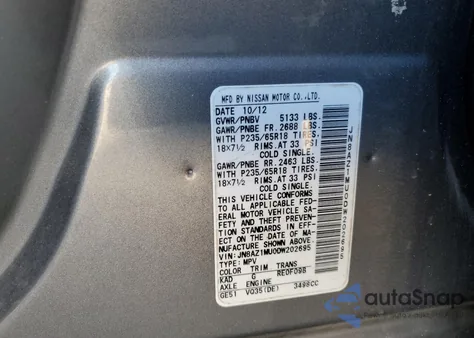 MFD BY NISSAN MOTOR CO.,LTD.
DATE 10/12
GVWR/PNBV 5133 LBS.
GAWR/PNBE FR. 2688 LBS.
WITH P235/65R18 TIRES.
18X7½ RIMS.AT 33 PSI
COLD SINGLE.
GAWR/PNBE RR. 2463 LBS.
WITH P235/65R18 TIRES.
18X7½ RIMS.AT 33 PSI
COLD SINGLE.
THIS VEHICLE CONFORMS
TO ALL APPLICABLE FED-
ERAL MOTOR VEHICLE SA-
FETY AND THEFT PREVEN-
TION STANDARDS IN EFF-
ECT ON THE DATE OF MA-
NUFACTURE SHOWN ABOVE.
VIN: JN8AZ1MU0DW202695
TYPE: MPV
COLOR TRIM TRANS
KAD G RE0F09B
AXLE ENGINE
GE51 VQ35(DE) 3498CC
JN8AZ1MU0DW202695
autoSnap